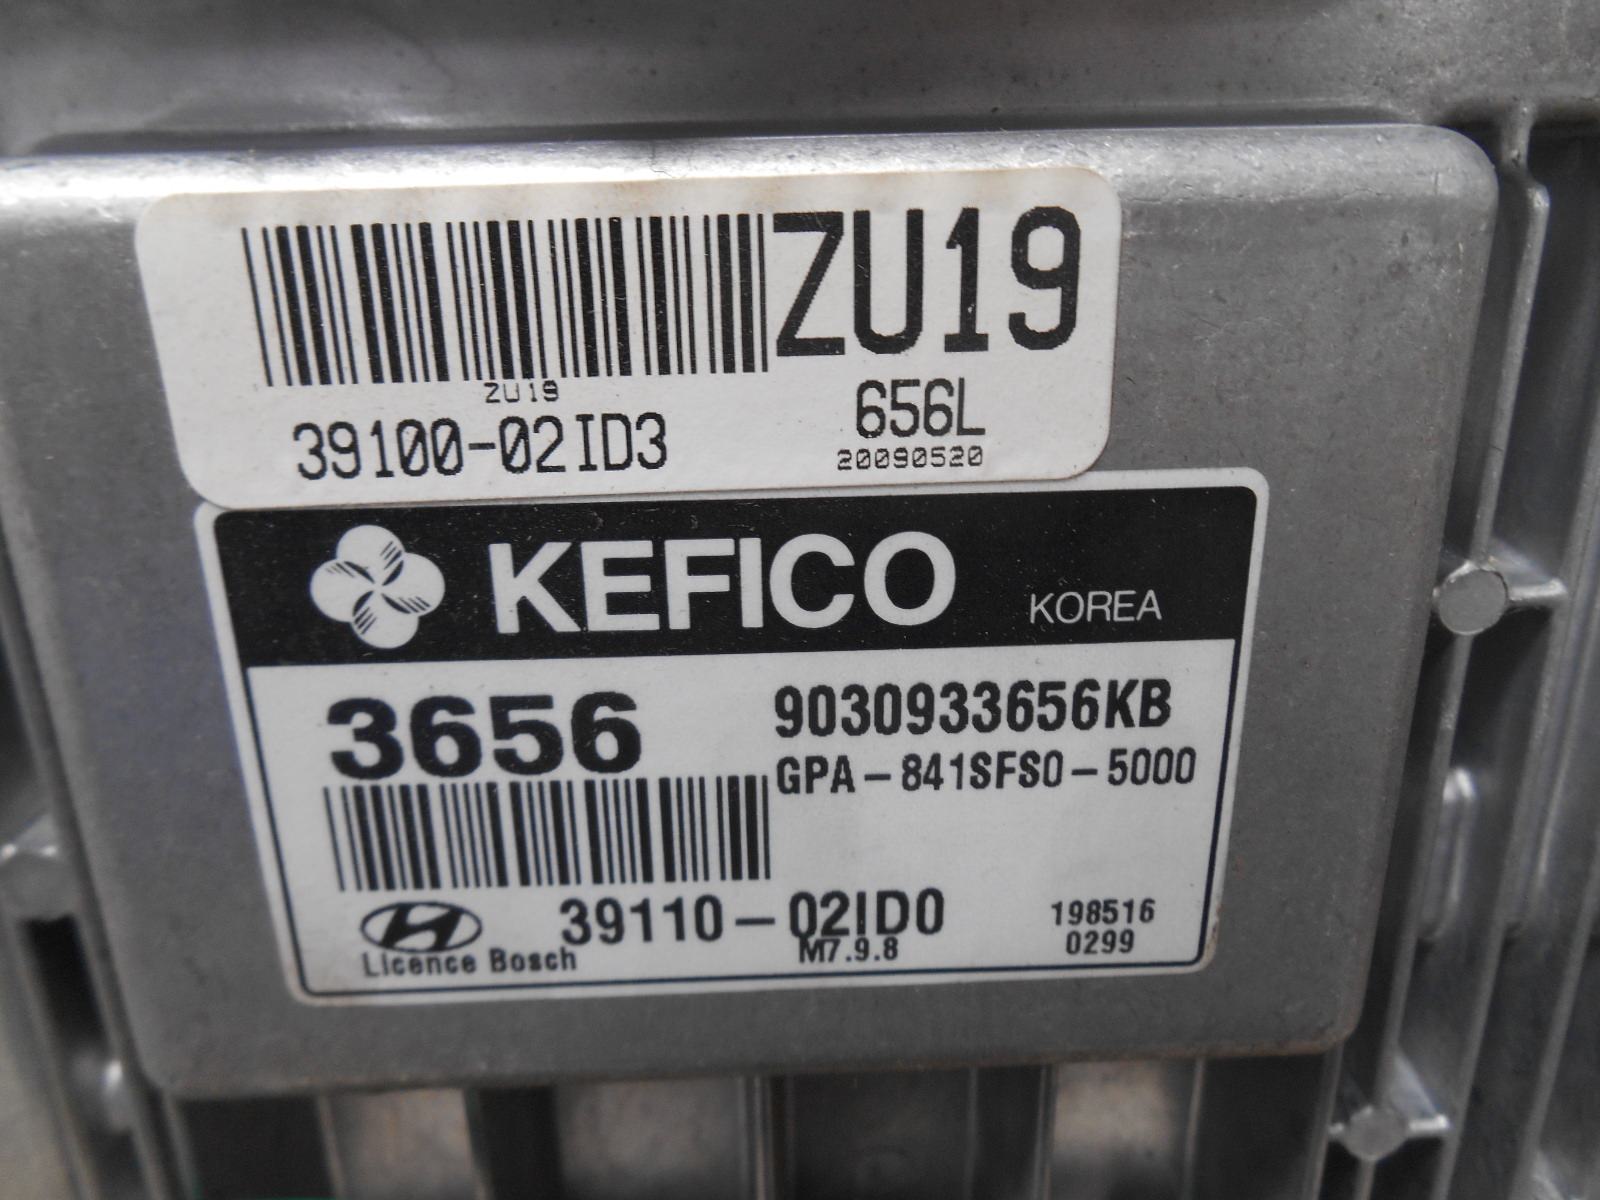 ZU19
ZU19
39100-02ID3
656L
20090520
KEFICO KOREA
3656
9030933656KB
GPA-841SFS0-5000
39110-02ID0
M7.9.8
Licence Bosch
198516
0299